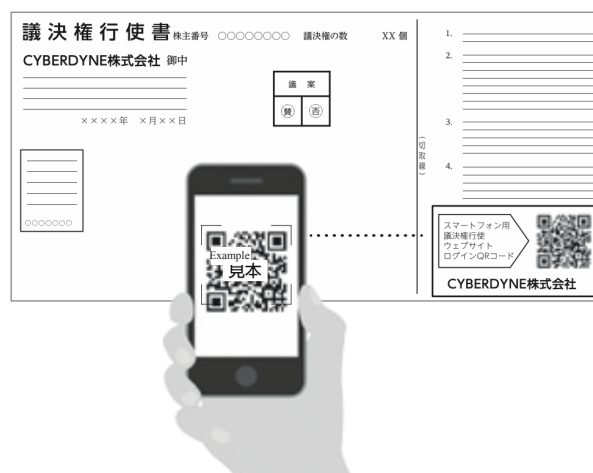 議決権行使書 株主番号 ○○○○○○○○ 議決権の数 XX 個
CYBERDYNE株式会社 御中
××××年 ×月××日
議案
賛 否
○○○○○○○
Example
見本
(切取線)
1.
2.
3.
4.
スマートフォン用
議決権行使
ウェブサイト
ログインQRコード
CYBERDYNE株式会社